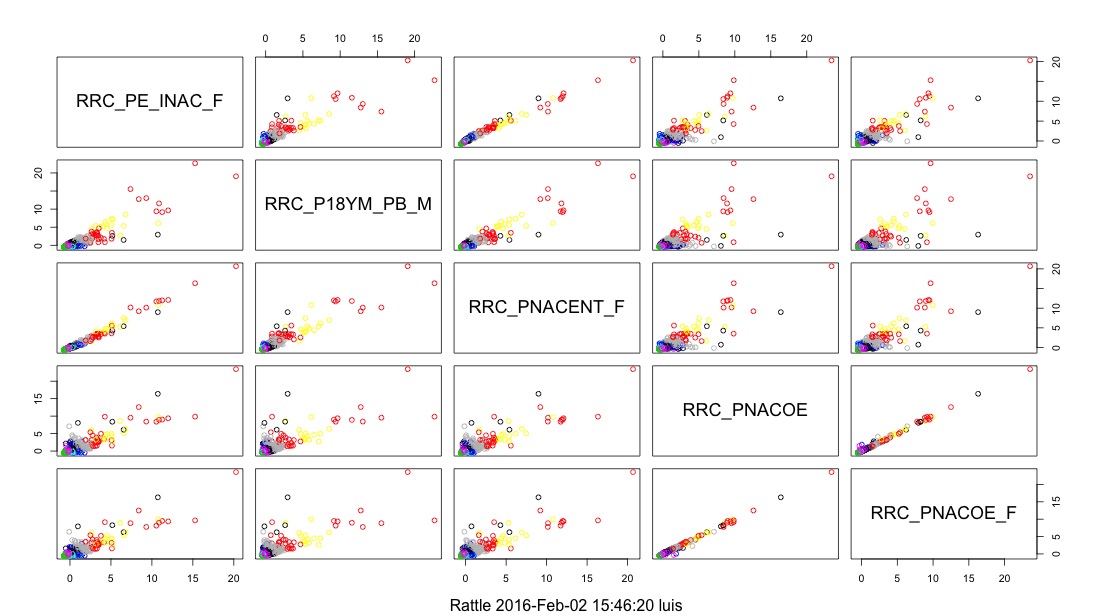 0 5 10 15 20 0 5 10 15 20
RRC_PE_INAC_F
0 5 10 20
0 5 10 20
RRC_P18YM_PB_M
RRC_PNACENT_F
0 5 10 20
0 5 15
RRC_PNACOE
RRC_PNACOE_F
0 5 15
0 5 10 15 20 0 5 10 15 20 0 5 10 15 20
Rattle 2016-Feb-02 15:46:20 luis